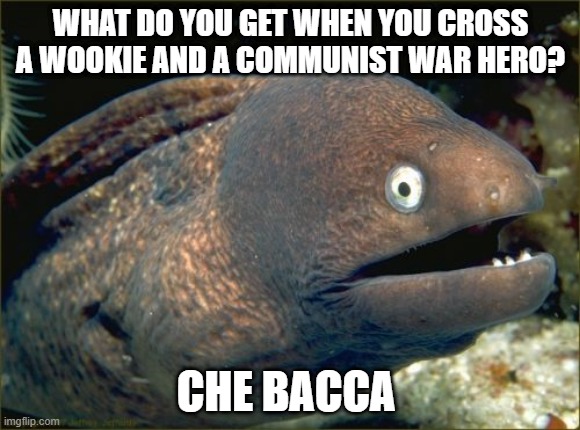 WHAT DO YOU GET WHEN YOU CROSS
A WOOKIE AND A COMMUNIST WAR HERO?
CHE BACCA
imgflip.com